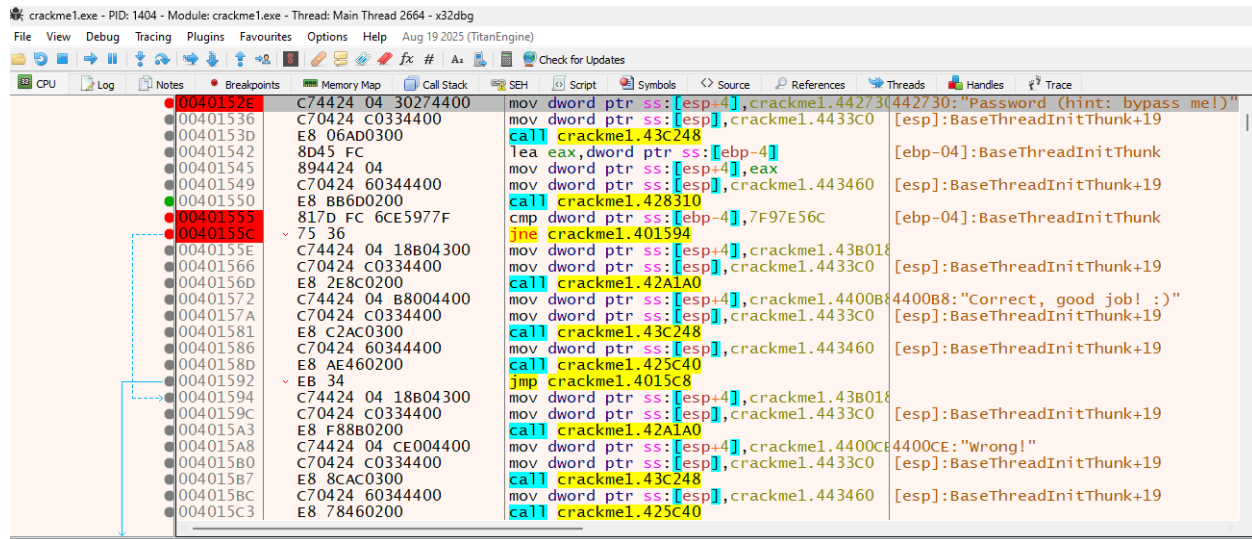 crackme1.exe - PID: 1404 - Module: crackme1.exe - Thread: Main Thread 2664 - x32dbg
File View Debug Tracing Plugins Favourites Options Help Aug 19 2025 (TitanEngine)
fx # Az Check for Updates
CPU Log Notes Breakpoints Memory Map Call Stack SEH Script Symbols Source References Threads Handles Trace
0040152E C74424 04 30274400 mov dword ptr ss:[esp+4],crackme1.442730 442730:"Password (hint: bypass me!)"
00401536 C70424 C0334400 mov dword ptr ss:[esp],crackme1.4433C0 [esp]:BaseThreadInitThunk+19
0040153D E8 06AD0300 call crackme1.43C248
00401542 8D45 FC lea eax,dword ptr ss:[ebp-4] [ebp-04]:BaseThreadInitThunk
00401545 894424 04 mov dword ptr ss:[esp+4],eax
00401549 C70424 60344400 mov dword ptr ss:[esp],crackme1.443460 [esp]:BaseThreadInitThunk+19
00401550 E8 BB6D0200 call crackme1.428310
00401555 817D FC 6CE5977F cmp dword ptr ss:[ebp-4],7F97E56C [ebp-04]:BaseThreadInitThunk
0040155C 75 36 jne crackme1.401594
0040155E C74424 04 18B04300 mov dword ptr ss:[esp+4],crackme1.43B018
00401566 C70424 C0334400 mov dword ptr ss:[esp],crackme1.4433C0 [esp]:BaseThreadInitThunk+19
0040156D E8 2E8C0200 call crackme1.42A1A0
00401572 C74424 04 B8004400 mov dword ptr ss:[esp+4],crackme1.4400B8 4400B8:"Correct, good job! :)"
0040157A C70424 C0334400 mov dword ptr ss:[esp],crackme1.4433C0 [esp]:BaseThreadInitThunk+19
00401581 E8 C2AC0300 call crackme1.43C248
00401586 C70424 60344400 mov dword ptr ss:[esp],crackme1.443460 [esp]:BaseThreadInitThunk+19
0040158D E8 AE460200 call crackme1.425C40
00401592 EB 34 jmp crackme1.4015C8
00401594 C74424 04 18B04300 mov dword ptr ss:[esp+4],crackme1.43B018
0040159C C70424 C0334400 mov dword ptr ss:[esp],crackme1.4433C0 [esp]:BaseThreadInitThunk+19
004015A3 E8 F88B0200 call crackme1.42A1A0
004015A8 C74424 04 CE004400 mov dword ptr ss:[esp+4],crackme1.4400CE 4400CE:"Wrong!"
004015B0 C70424 C0334400 mov dword ptr ss:[esp],crackme1.4433C0 [esp]:BaseThreadInitThunk+19
004015B7 E8 8CAC0300 call crackme1.43C248
004015BC C70424 60344400 mov dword ptr ss:[esp],crackme1.443460 [esp]:BaseThreadInitThunk+19
004015C3 E8 78460200 call crackme1.425C40